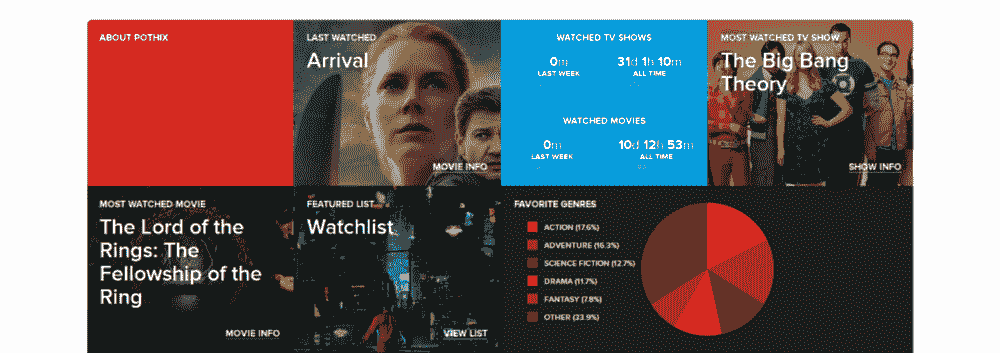 ABOUT POTHIX
LAST WATCHED
Arrival
MOVIE INFO
WATCHED TV SHOWS
0m
LAST WEEK
31d 1h 10m
ALL TIME
WATCHED MOVIES
0m
LAST WEEK
10d 12h 53m
ALL TIME
MOST WATCHED TV SHOW
The Big Bang
Theory
SHOW INFO
MOST WATCHED MOVIE
The Lord of the
Rings: The
Fellowship of the
Ring
MOVIE INFO
FEATURED LIST
Watchlist
VIEW LIST
FAVORITE GENRES
ACTION (17.6%)
ADVENTURE (16.3%)
SCIENCE FICTION (12.7%)
DRAMA (11.7%)
FANTASY (7.8%)
OTHER (33.9%)